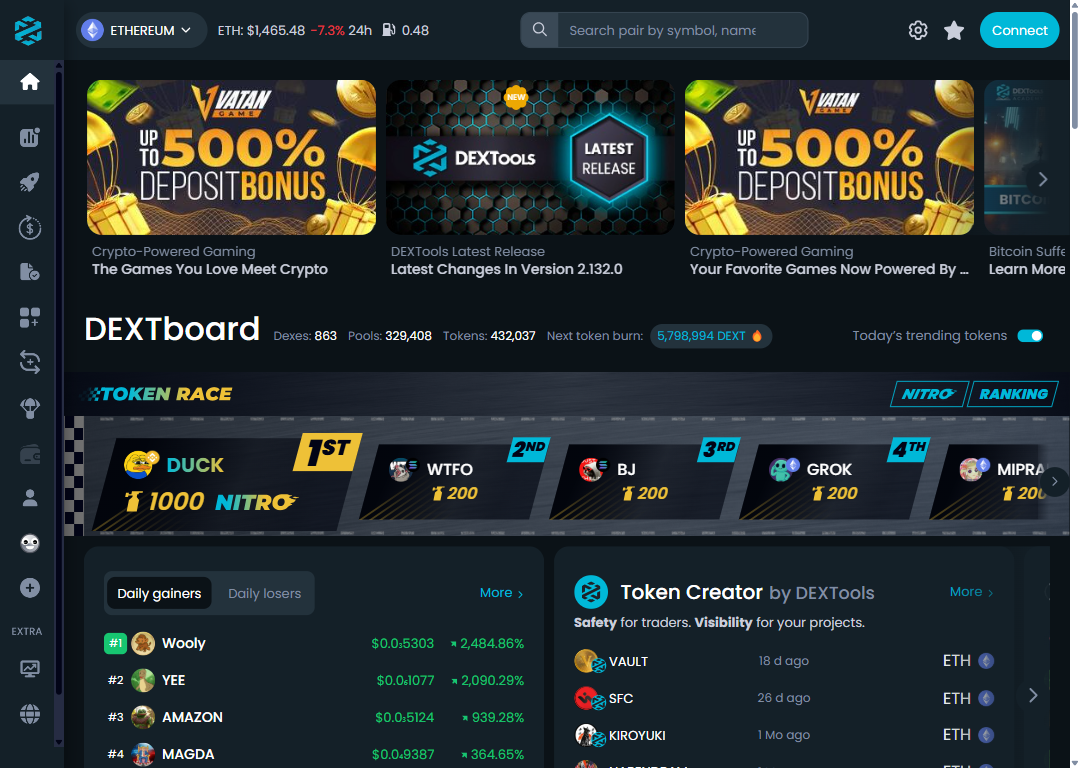 ETHEREUM
ETH: $1,465.48 -7.3% 24h 0.48
Search pair by symbol, name
Connect
VATAN
GAME
UP TO 500%
DEPOSIT BONUS
NEW
DEXTools
LATEST
RELEASE
VATAN
GAME
UP TO 500%
DEPOSIT BONUS
DEXTools
BITCO
Crypto-Powered Gaming
The Games You Love Meet Crypto
DEXTools Latest Release
Latest Changes In Version 2.132.0
Crypto-Powered Gaming
Your Favorite Games Now Powered By ...
Bitcoin Suffe
Learn More
DEXTboard
Dexes: 863 Pools: 329,408 Tokens: 432,037 Next token burn: 5,798,994 DEXT
Today's trending tokens
TOKEN RACE
NITRO
RANKING
1ST
DUCK
1000 NITRO
2ND
WTFO
200
3RD
BJ
200
4TH
GROK
200
MIPRA
200
Daily gainers
Daily losers
More
#1 Wooly $0.0₅5303 2,484.86%
#2 YEE $0.0₆1077 2,090.29%
#3 AMAZON $0.0₅5124 939.28%
#4 MAGDA $0.0₄9387 364.65%
Token Creator by DEXTools
More
Safety for traders. Visibility for your projects.
VAULT 18 d ago ETH
SFC 26 d ago ETH
KIROYUKI 1 Mo ago ETH
EXTRA